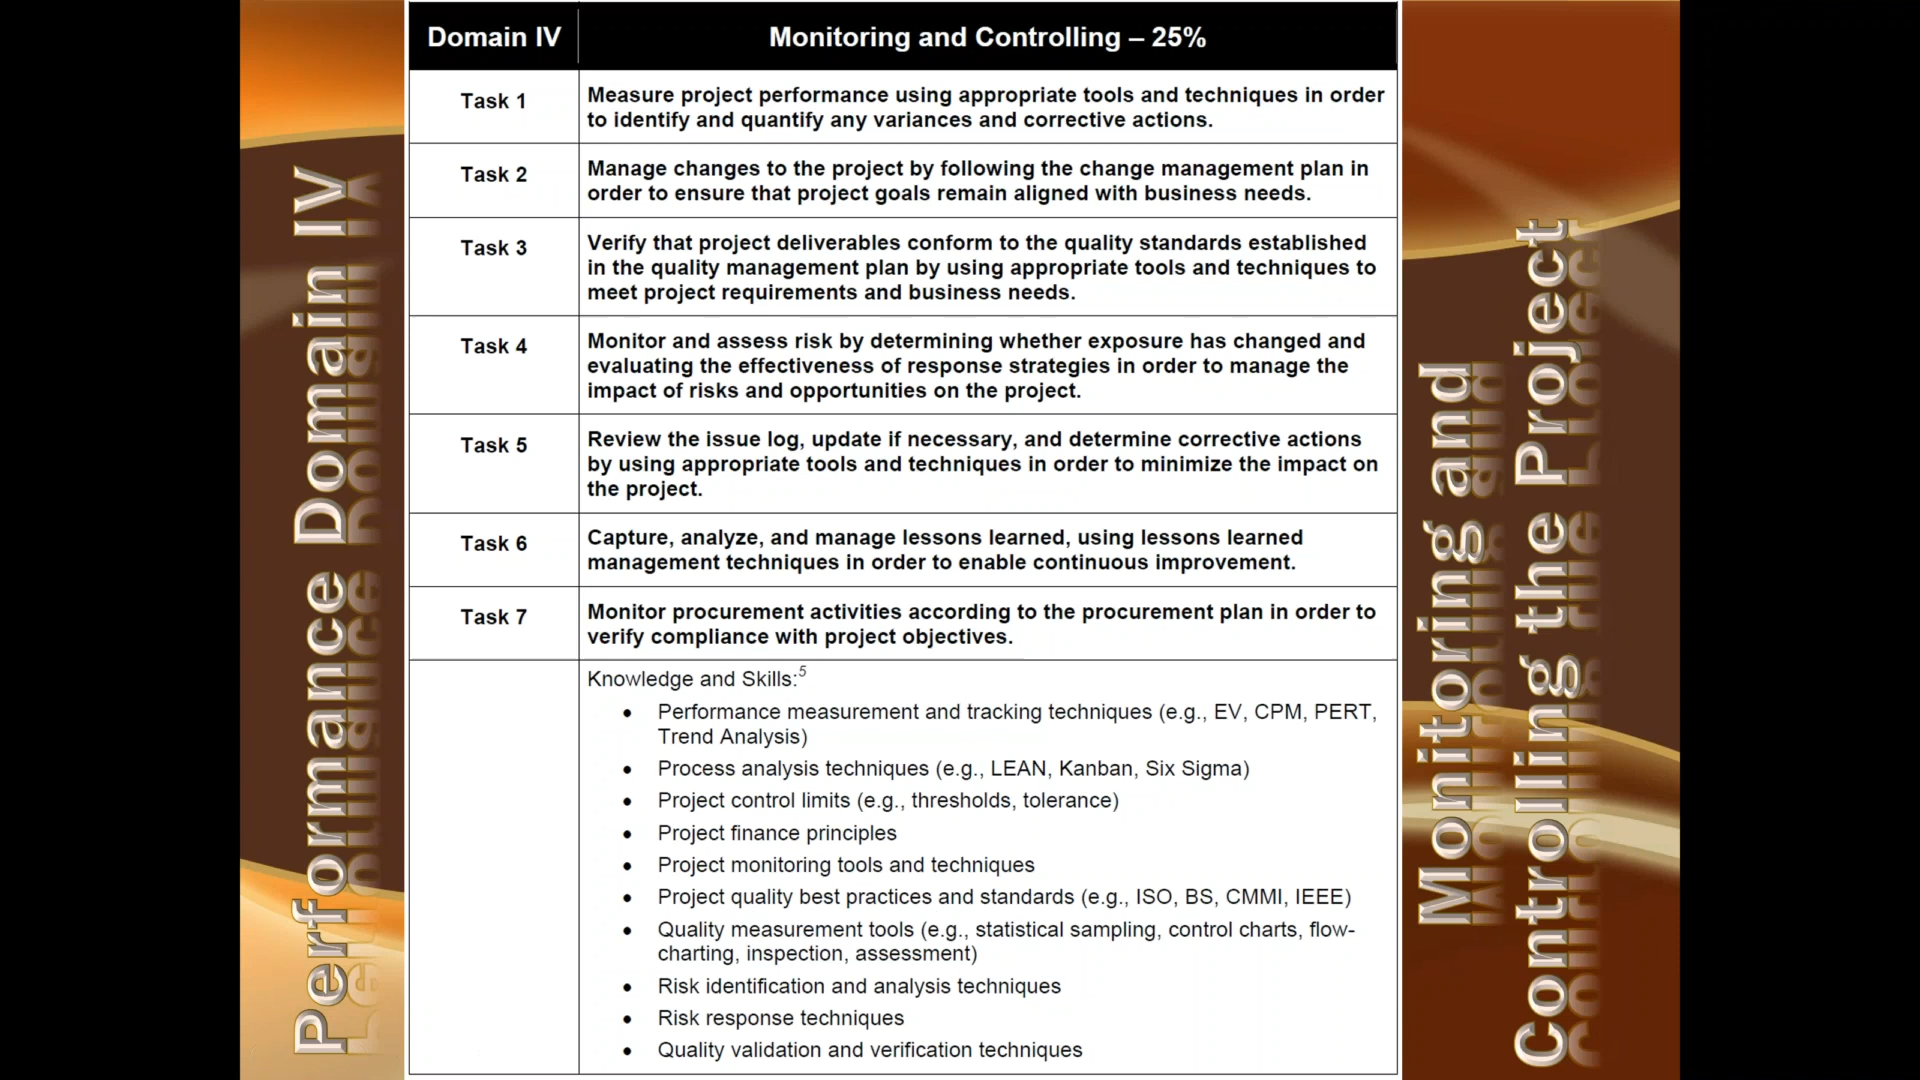 Performance Domain IV
Domain IV
Monitoring and Controlling – 25%
Task 1
Measure project performance using appropriate tools and techniques in order
to identify and quantify any variances and corrective actions.
Task 2
Manage changes to the project by following the change management plan in
order to ensure that project goals remain aligned with business needs.
Task 3
Verify that project deliverables conform to the quality standards established
in the quality management plan by using appropriate tools and techniques to
meet project requirements and business needs.
Task 4
Monitor and assess risk by determining whether exposure has changed and
evaluating the effectiveness of response strategies in order to manage the
impact of risks and opportunities on the project.
Task 5
Review the issue log, update if necessary, and determine corrective actions
by using appropriate tools and techniques in order to minimize the impact on
the project.
Task 6
Capture, analyze, and manage lessons learned, using lessons learned
management techniques in order to enable continuous improvement.
Task 7
Monitor procurement activities according to the procurement plan in order to
verify compliance with project objectives.
Knowledge and Skills:5
• Performance measurement and tracking techniques (e.g., EV, CPM, PERT,
Trend Analysis)
• Process analysis techniques (e.g., LEAN, Kanban, Six Sigma)
• Project control limits (e.g., thresholds, tolerance)
• Project finance principles
• Project monitoring tools and techniques
• Project quality best practices and standards (e.g., ISO, BS, CMMI, IEEE)
• Quality measurement tools (e.g., statistical sampling, control charts, flow-
charting, inspection, assessment)
• Risk identification and analysis techniques
• Risk response techniques
• Quality validation and verification techniques
Monitoring and
Controlling the Project